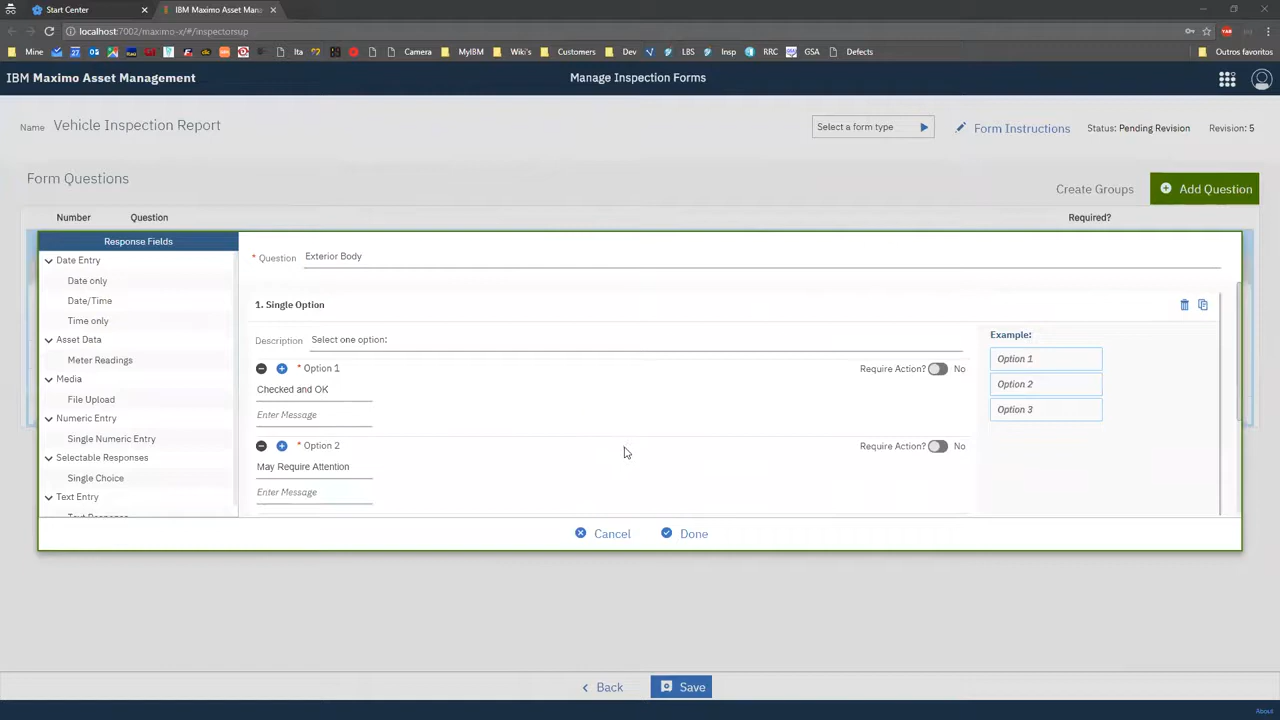 Start Center
IBM Maximo Asset Manag
localhost:7002/maximo-x/#/inspectorsup
Mine
Ita
Camera
MyIBM
Wiki's
Customers
Dev
LBS
Insp
RRC
GSA
Defects
Outros favoritos
IBM Maximo Asset Management
Manage Inspection Forms
Name Vehicle Inspection Report
Select a form type
Form Instructions
Status: Pending Revision
Revision: 5
Form Questions
Create Groups
Add Question
Number
Question
Required?
Response Fields
Date Entry
Date only
Date/Time
Time only
Asset Data
Meter Readings
Media
File Upload
Numeric Entry
Single Numeric Entry
Selectable Responses
Single Choice
Text Entry
Text Response
* Question Exterior Body
1. Single Option
Description Select one option:
* Option 1
Require Action? No
Checked and OK
Enter Message
* Option 2
Require Action? No
May Require Attention
Enter Message
Example:
Option 1
Option 2
Option 3
Cancel
Done
Back
Save
About